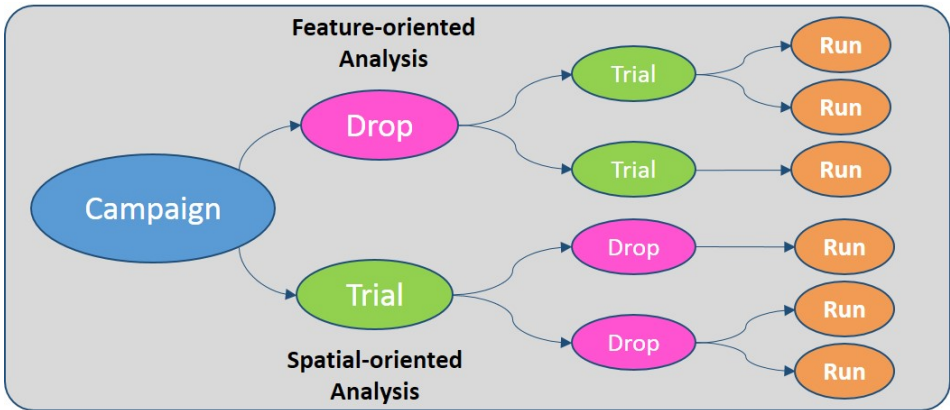 Feature-oriented
Analysis
Run
Trial
Run
Drop
Trial
Run
Campaign
Drop
Run
Trial
Run
Drop
Spatial-oriented
Analysis
Run